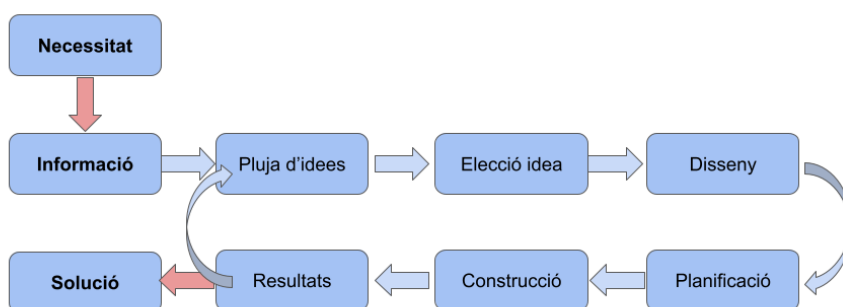 Necessitat
Informació
Pluja d’idees
Elecció idea
Disseny
Solució
Resultats
Construcció
Planificació